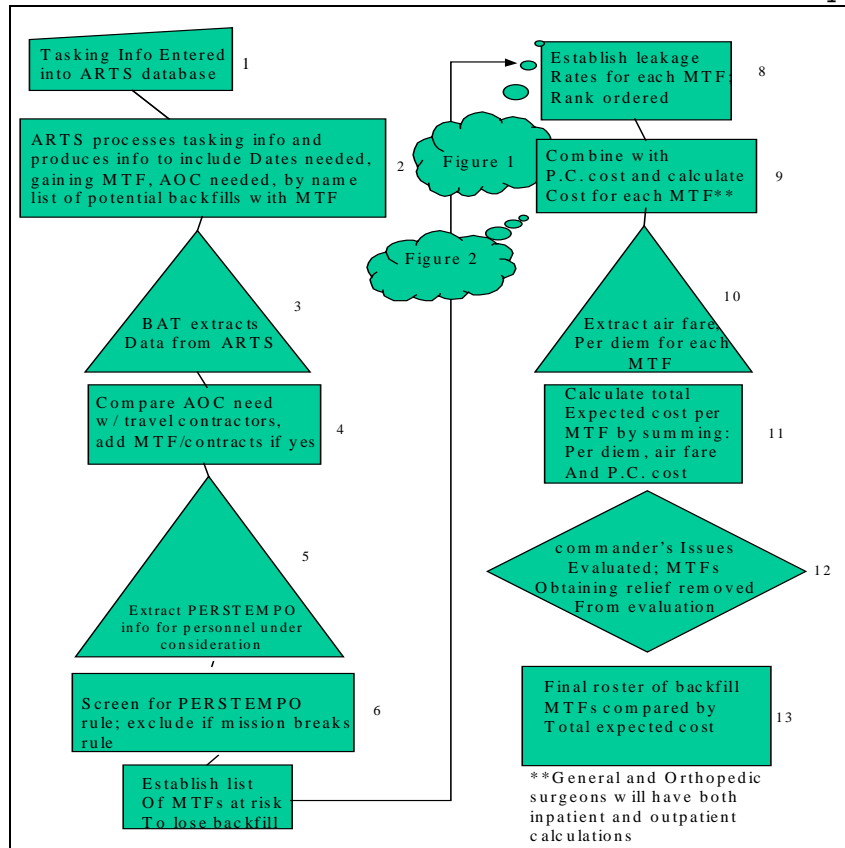 Tasking Info Entered
into ARTS database
1
ARTS processes tasking info and
produces info to include Dates needed,
gaining MTF, AOC needed, by name
list of potential backfills with MTF
2
BAT extracts
Data from ARTS
3
Compare AOC need
w/ travel contractors,
add MTF/contracts if yes
4
Extract PERSTEMPO
info for personnel under
consideration
5
Screen for PERSTEMPO
rule; exclude if mission breaks
rule
6
Establish list
Of MTFs at risk
To lose backfill
Figure 1
Figure 2
Establish leakage
Rates for each MTF;
Rank ordered
8
Combine with
P.C. cost and calculate
Cost for each MTF**
9
Extract air fare,
Per diem for each
MTF
10
Calculate total
Expected cost per
MTF by summing:
Per diem, air fare
And P.C. cost
11
commander's Issues
Evaluated; MTFs
Obtaining relief removed
From evaluation
12
Final roster of backfill
MTFs compared by
Total expected cost
13
**General and Orthopedic
surgeons will have both
inpatient and outpatient
calculations